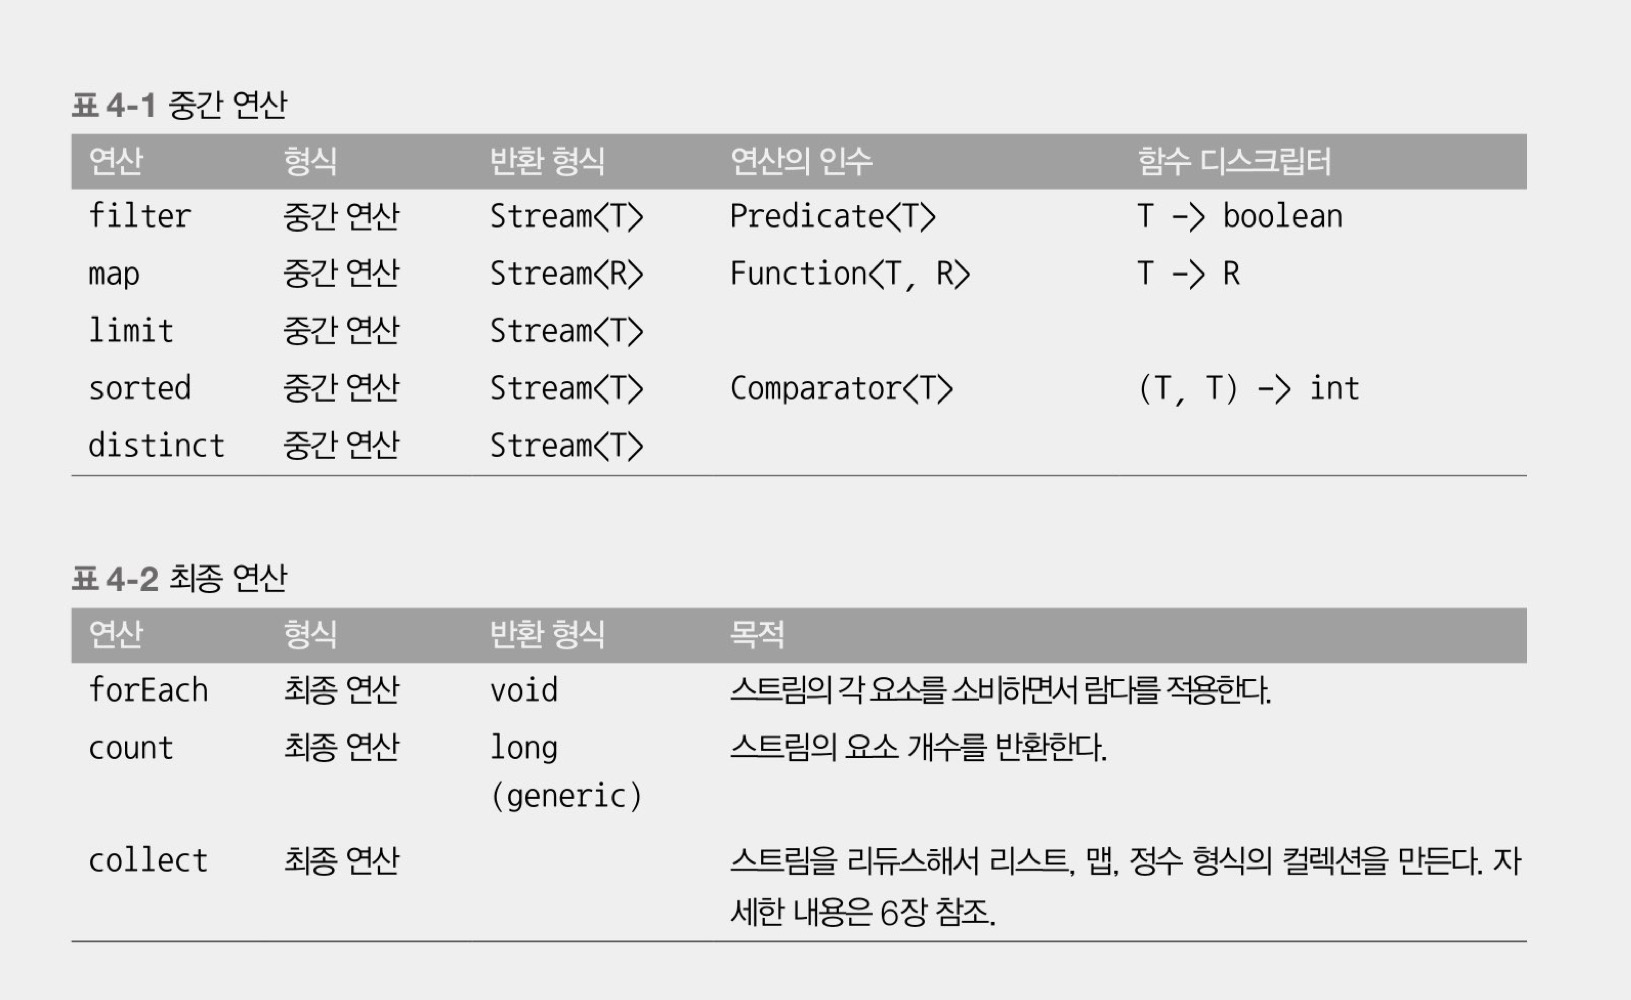 표 4-1 중간 연산
연산 형식 반환 형식 연산의 인수 함수 디스크립터
filter 중간 연산 Stream<T> Predicate<T> T -> boolean
map 중간 연산 Stream<R> Function<T, R> T -> R
limit 중간 연산 Stream<T>
sorted 중간 연산 Stream<T> Comparator<T> (T, T) -> int
distinct 중간 연산 Stream<T>
표 4-2 최종 연산
연산 형식 반환 형식 목적
forEach 최종 연산 void 스트림의 각 요소를 소비하면서 람다를 적용한다.
count 최종 연산 long 스트림의 요소 개수를 반환한다.
(generic)
collect 최종 연산 스트림을 리듀스해서 리스트, 맵, 정수 형식의 컬렉션을 만든다. 자
세한 내용은 6장 참조.